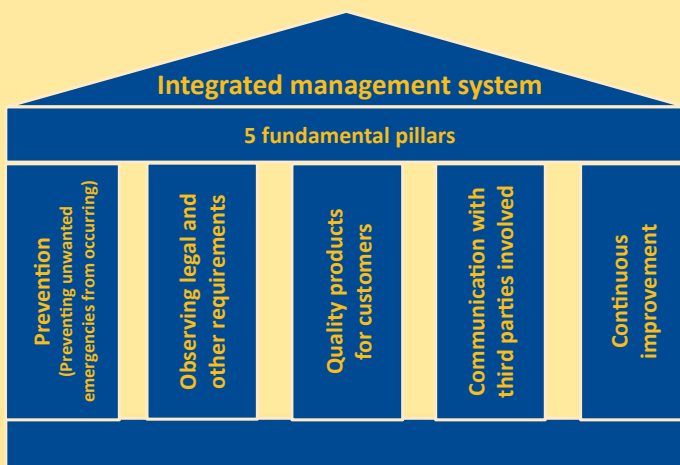 Integrated management system
5 fundamental pillars
Prevention
(Preventing unwanted
emergencies from occurring)
Observing legal and
other requirements
Quality products
for customers
Communication with
third parties involved
Continuous
improvement